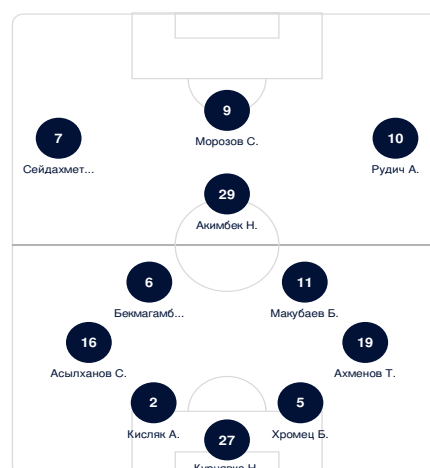 9
Морозов С.
7
Сейдахмет...
10
Рудич А.
29
Акимбек Н.
6
Бекмагамб...
11
Макубаев Б.
16
Асылханов С.
19
Ахменов Т.
2
Кисляк А.
5
Хромец Б.
27